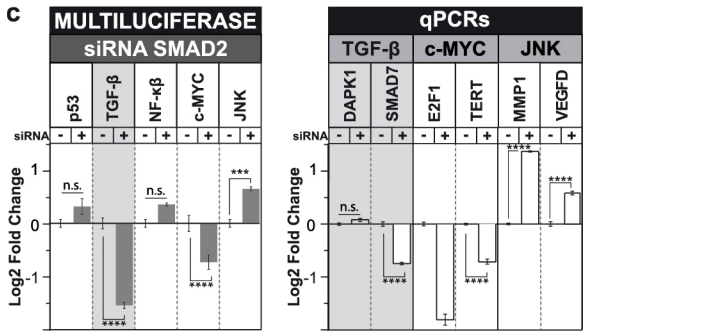 c
MULTILUCIFERASE
siRNA SMAD2
p53
TGF-β
NF-κβ
c-MYC
JNK
siRNA - + - + - + - + - +
Log2 Fold Change
1
0
-1
n.s.
****
n.s.
****
***
qPCRs
TGF-β c-MYC JNK
DAPK1
SMAD7
E2F1
TERT
MMP1
VEGFD
siRNA - + - + - + - + - + - +
Log2 Fold Change
1
0
-1
n.s.
****
****
****
****